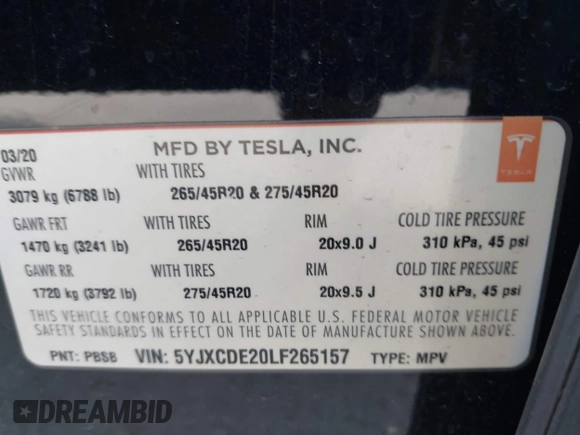 03/20 MFD BY TESLA, INC.
GVWR WITH TIRES
3079 kg (6788 lb) 265/45R20 & 275/45R20
TESLA
GAWR FRT WITH TIRES RIM COLD TIRE PRESSURE
1470 kg (3241 lb) 265/45R20 20x9.0 J 310 kPa, 45 psi
GAWR RR WITH TIRES RIM COLD TIRE PRESSURE
1720 kg (3792 lb) 275/45R20 20x9.5 J 310 kPa, 45 psi
THIS VEHICLE CONFORMS TO ALL APPLICABLE U.S. FEDERAL MOTOR VEHICLE
SAFETY STANDARDS IN EFFECT ON THE DATE OF MANUFACTURE SHOWN ABOVE.
PNT: PBSB VIN: 5YJXCDE20LF265157 TYPE: MPV
DREAMBID